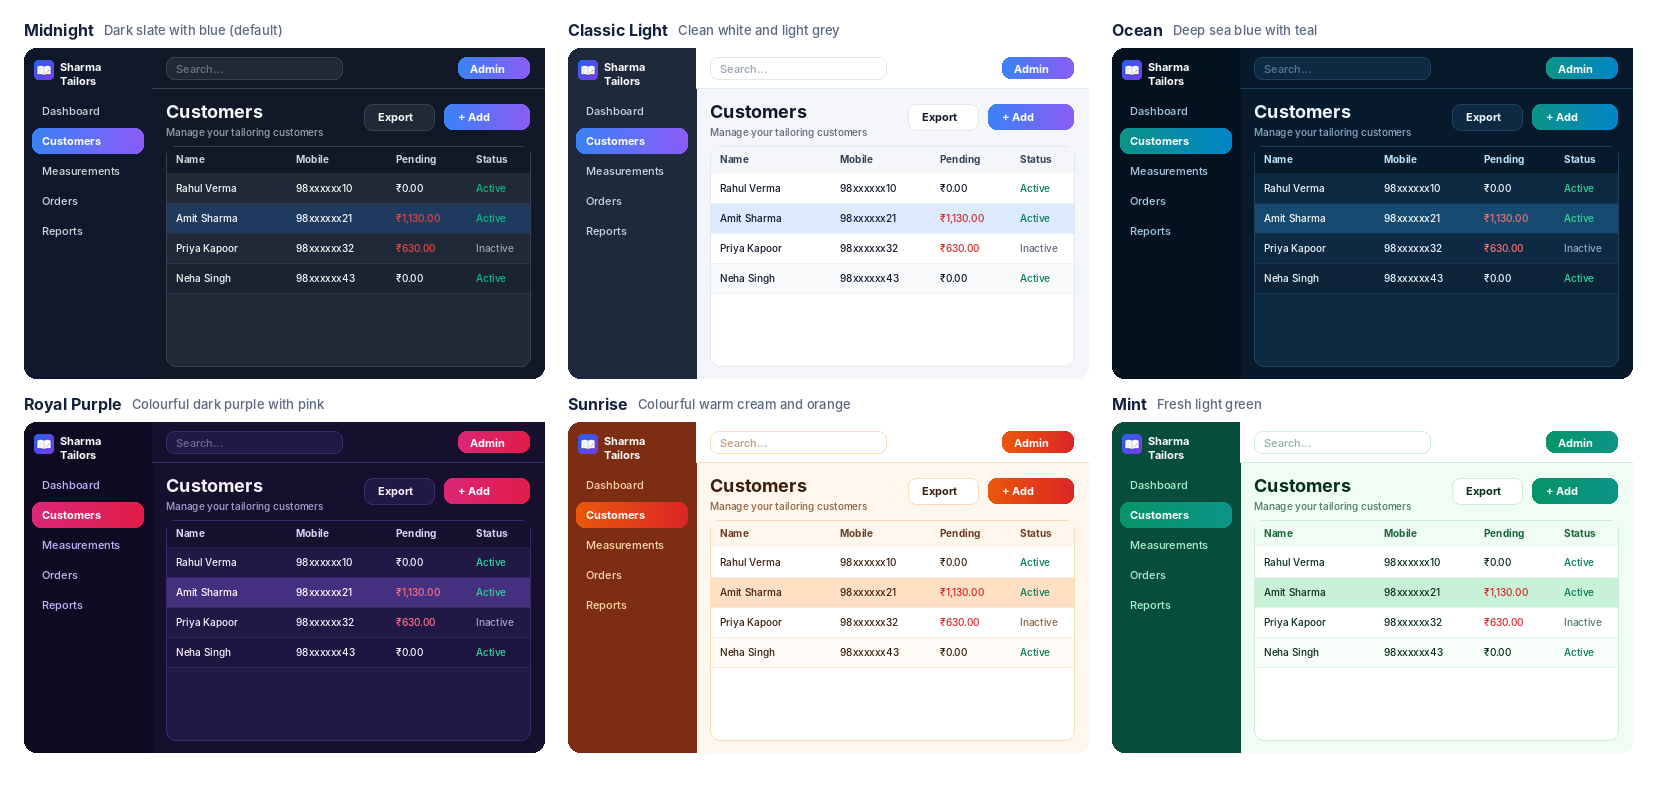 Midnight Dark slate with blue (default)
Sharma
Tailors
Search...
Admin
Dashboard
Customers
Measurements
Orders
Reports
Customers
Manage your tailoring customers
Export
+ Add
Name Mobile Pending Status
Rahul Verma 98xxxxxx10 ₹0.00 Active
Amit Sharma 98xxxxxx21 ₹1,130.00 Active
Priya Kapoor 98xxxxxx32 ₹630.00 Inactive
Neha Singh 98xxxxxx43 ₹0.00 Active
Classic Light Clean white and light grey
Sharma
Tailors
Search...
Admin
Dashboard
Customers
Measurements
Orders
Reports
Customers
Manage your tailoring customers
Export
+ Add
Name Mobile Pending Status
Rahul Verma 98xxxxxx10 ₹0.00 Active
Amit Sharma 98xxxxxx21 ₹1,130.00 Active
Priya Kapoor 98xxxxxx32 ₹630.00 Inactive
Neha Singh 98xxxxxx43 ₹0.00 Active
Ocean Deep sea blue with teal
Sharma
Tailors
Search...
Admin
Dashboard
Customers
Measurements
Orders
Reports
Customers
Manage your tailoring customers
Export
+ Add
Name Mobile Pending Status
Rahul Verma 98xxxxxx10 ₹0.00 Active
Amit Sharma 98xxxxxx21 ₹1,130.00 Active
Priya Kapoor 98xxxxxx32 ₹630.00 Inactive
Neha Singh 98xxxxxx43 ₹0.00 Active
Royal Purple Colourful dark purple with pink
Sharma
Tailors
Search...
Admin
Dashboard
Customers
Measurements
Orders
Reports
Customers
Manage your tailoring customers
Export
+ Add
Name Mobile Pending Status
Rahul Verma 98xxxxxx10 ₹0.00 Active
Amit Sharma 98xxxxxx21 ₹1,130.00 Active
Priya Kapoor 98xxxxxx32 ₹630.00 Inactive
Neha Singh 98xxxxxx43 ₹0.00 Active
Sunrise Colourful warm cream and orange
Sharma
Tailors
Search...
Admin
Dashboard
Customers
Measurements
Orders
Reports
Customers
Manage your tailoring customers
Export
+ Add
Name Mobile Pending Status
Rahul Verma 98xxxxxx10 ₹0.00 Active
Amit Sharma 98xxxxxx21 ₹1,130.00 Active
Priya Kapoor 98xxxxxx32 ₹630.00 Inactive
Neha Singh 98xxxxxx43 ₹0.00 Active
Mint Fresh light green
Sharma
Tailors
Search...
Admin
Dashboard
Customers
Measurements
Orders
Reports
Customers
Manage your tailoring customers
Export
+ Add
Name Mobile Pending Status
Rahul Verma 98xxxxxx10 ₹0.00 Active
Amit Sharma 98xxxxxx21 ₹1,130.00 Active
Priya Kapoor 98xxxxxx32 ₹630.00 Inactive
Neha Singh 98xxxxxx43 ₹0.00 Active